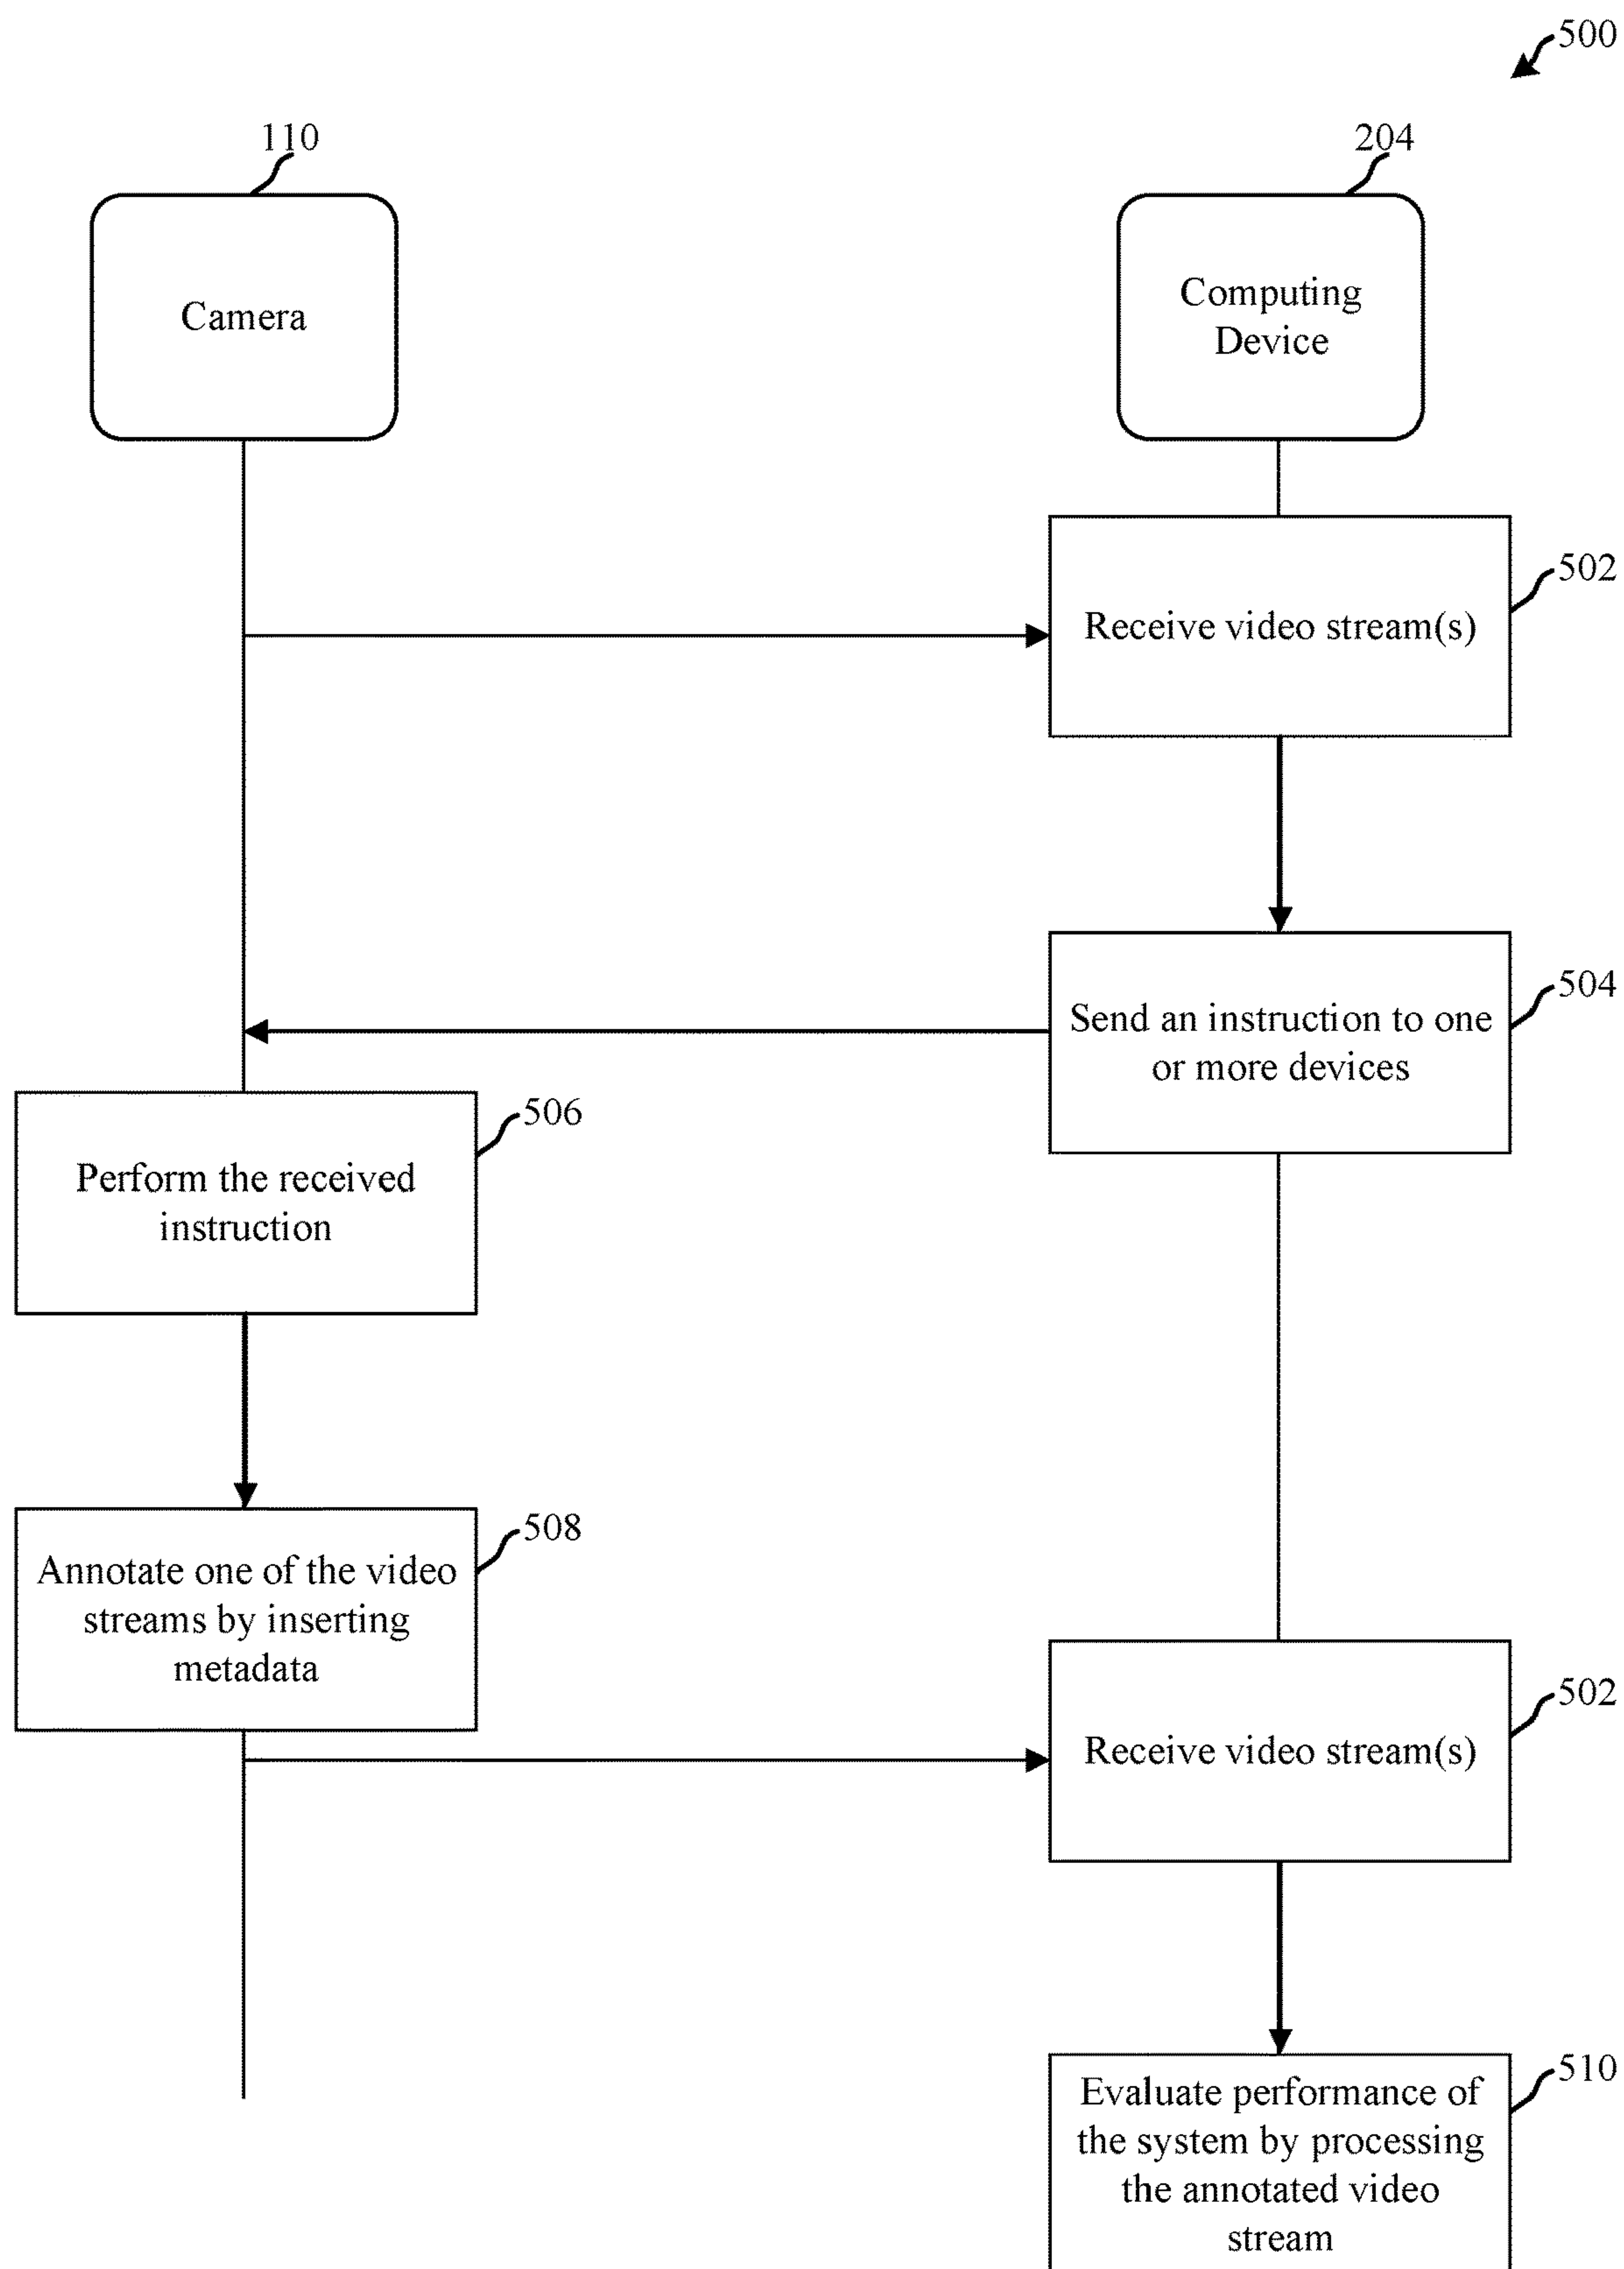 500
110
204
Camera
Computing
Device
502
Receive video stream(s)
504
Send an instruction to one
or more devices
506
Perform the received
instruction
508
Annotate one of the video
streams by inserting
metadata
502
Receive video stream(s)
510
Evaluate performance of
the system by processing
the annotated video
stream